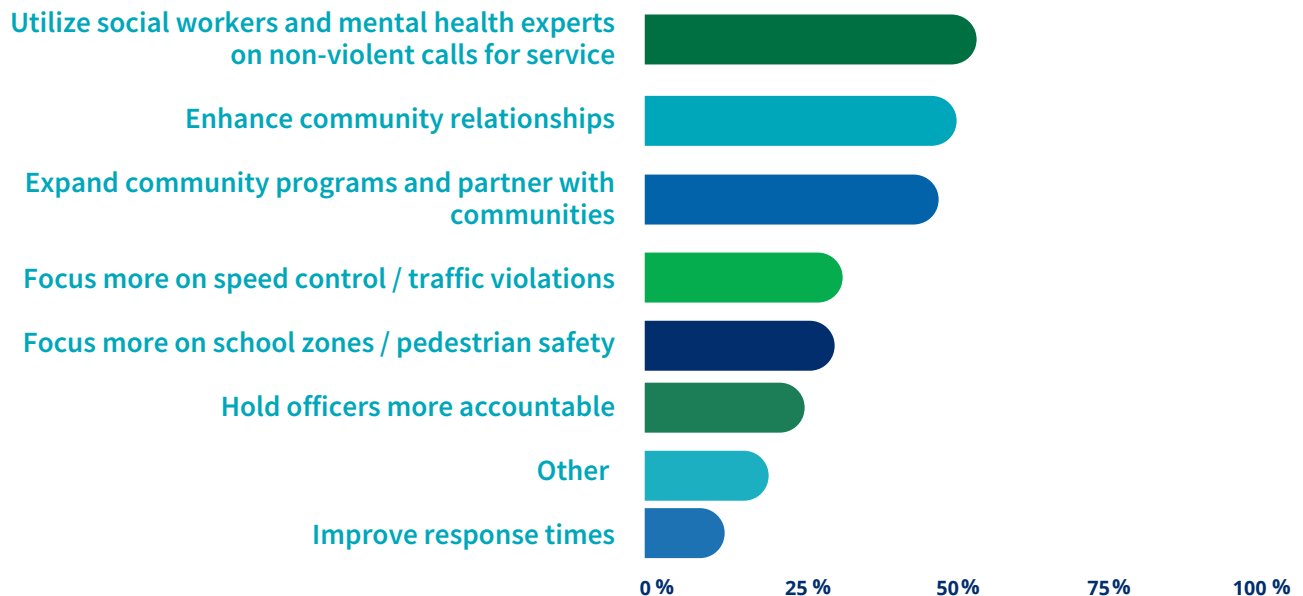 Utilize social workers and mental health experts
on non-violent calls for service
Enhance community relationships
Expand community programs and partner with
communities
Focus more on speed control / traffic violations
Focus more on school zones / pedestrian safety
Hold officers more accountable
Other
Improve response times
0 % 25 % 50% 75% 100 %